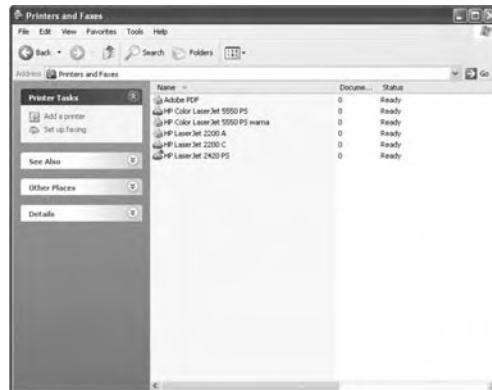 Printers and Faxes
File Edit View Favorites Tools Help
Back Search Folders
Address Printers and Faxes Go
Printer Tasks
Add a printer
Set up faxing
See Also
Other Places
Details
Name Docume... Status
Adobe PDF 0 Ready
HP Color LaserJet 5550 PS 0 Ready
HP Color LaserJet 5550 PS warna 0 Ready
HP LaserJet 2200 A 0 Ready
HP LaserJet 2200 C 0 Ready
HP LaserJet 2420 PS 0 Ready